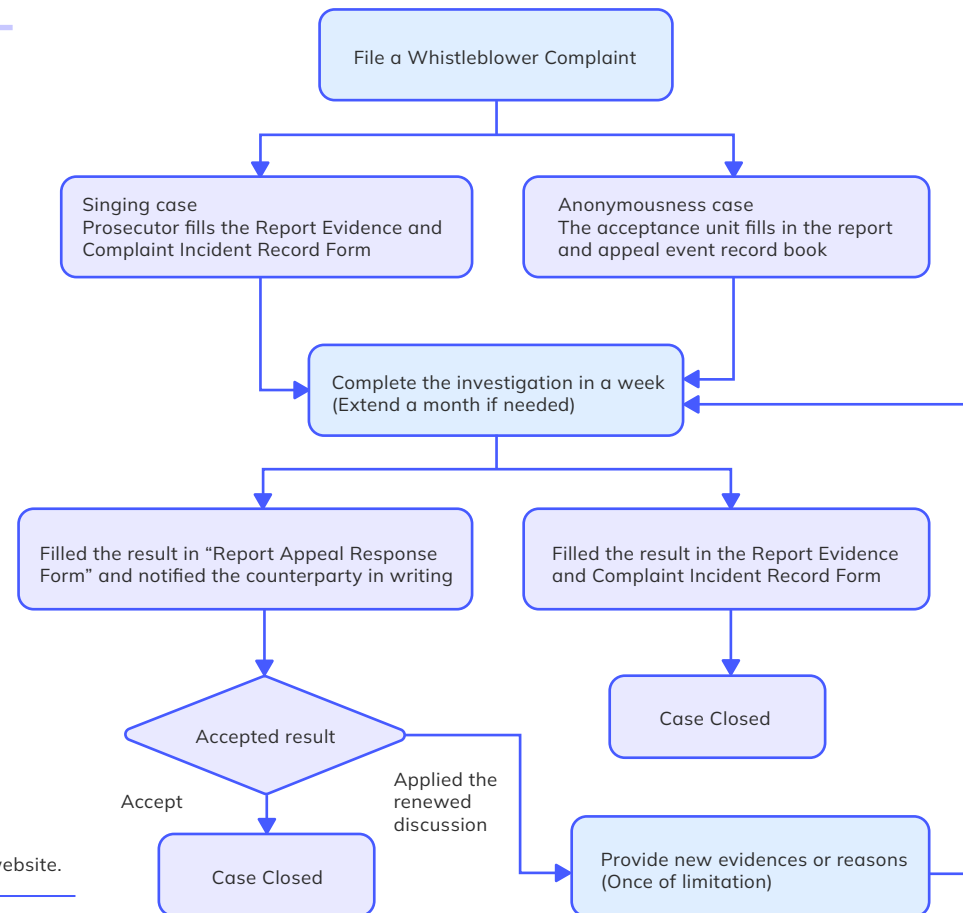 File a Whistleblower Complaint
Singing case
Prosecutor fills the Report Evidence and
Complaint Incident Record Form
Anonymousness case
The acceptance unit fills in the report
and appeal event record book
Complete the investigation in a week
(Extend a month if needed)
Filled the result in “Report Appeal Response
Form” and notified the counterparty in writing
Filled the result in the Report Evidence
and Complaint Incident Record Form
Case Closed
Accepted result
Applied the
renewed
discussion
Accept
Case Closed
Provide new evidences or reasons
(Once of limitation)
ebsite.